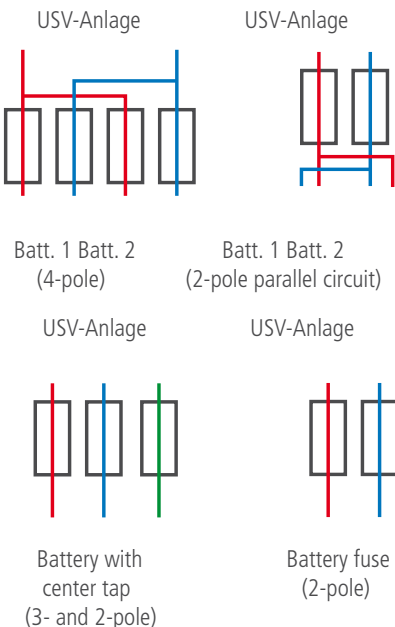 USV-Anlage
USV-Anlage
Batt. 1 Batt. 2
(4-pole)
Batt. 1 Batt. 2
(2-pole parallel circuit)
USV-Anlage
USV-Anlage
Battery with
center tap
(3- and 2-pole)
Battery fuse
(2-pole)